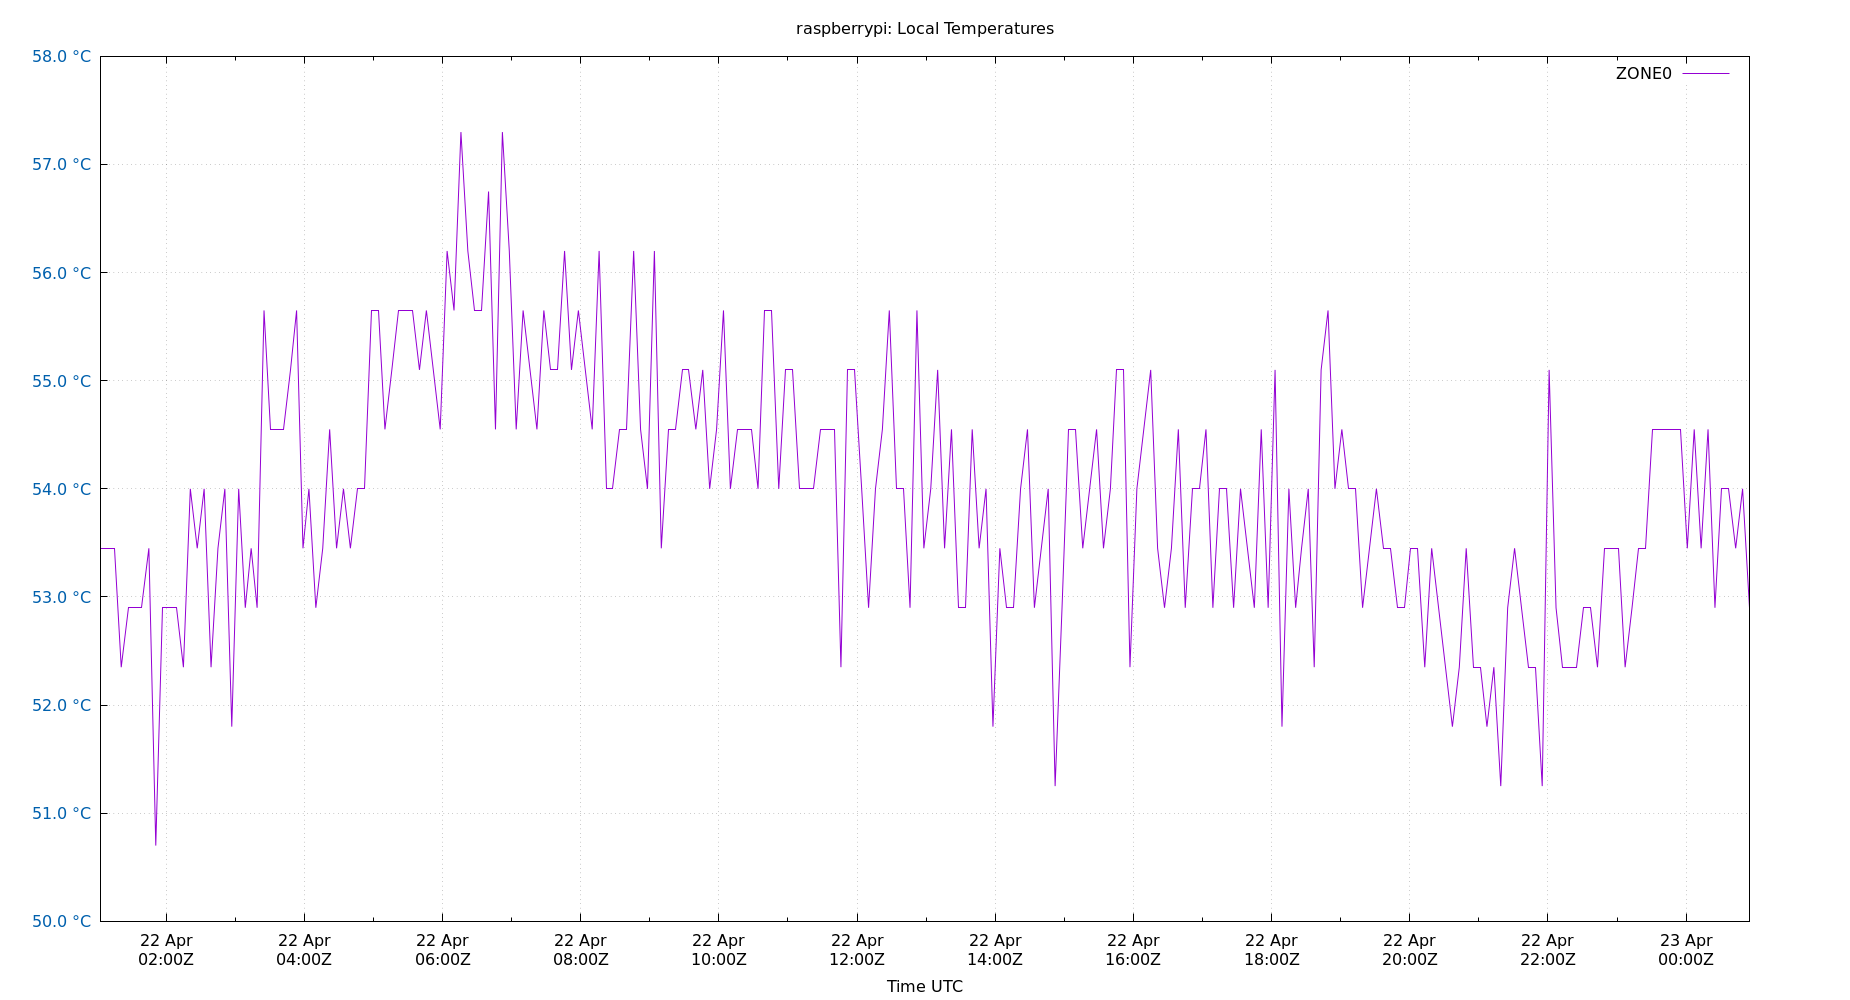 raspberrypi: Local Temperatures
58.0 °C
57.0 °C
56.0 °C
55.0 °C
54.0 °C
53.0 °C
52.0 °C
51.0 °C
50.0 °C
ZONE0
22 Apr 22 Apr 22 Apr 22 Apr 22 Apr 22 Apr 22 Apr 22 Apr 22 Apr 22 Apr 22 Apr 23 Apr
02:00Z 04:00Z 06:00Z 08:00Z 10:00Z 12:00Z 14:00Z 16:00Z 18:00Z 20:00Z 22:00Z 00:00Z
Time UTC